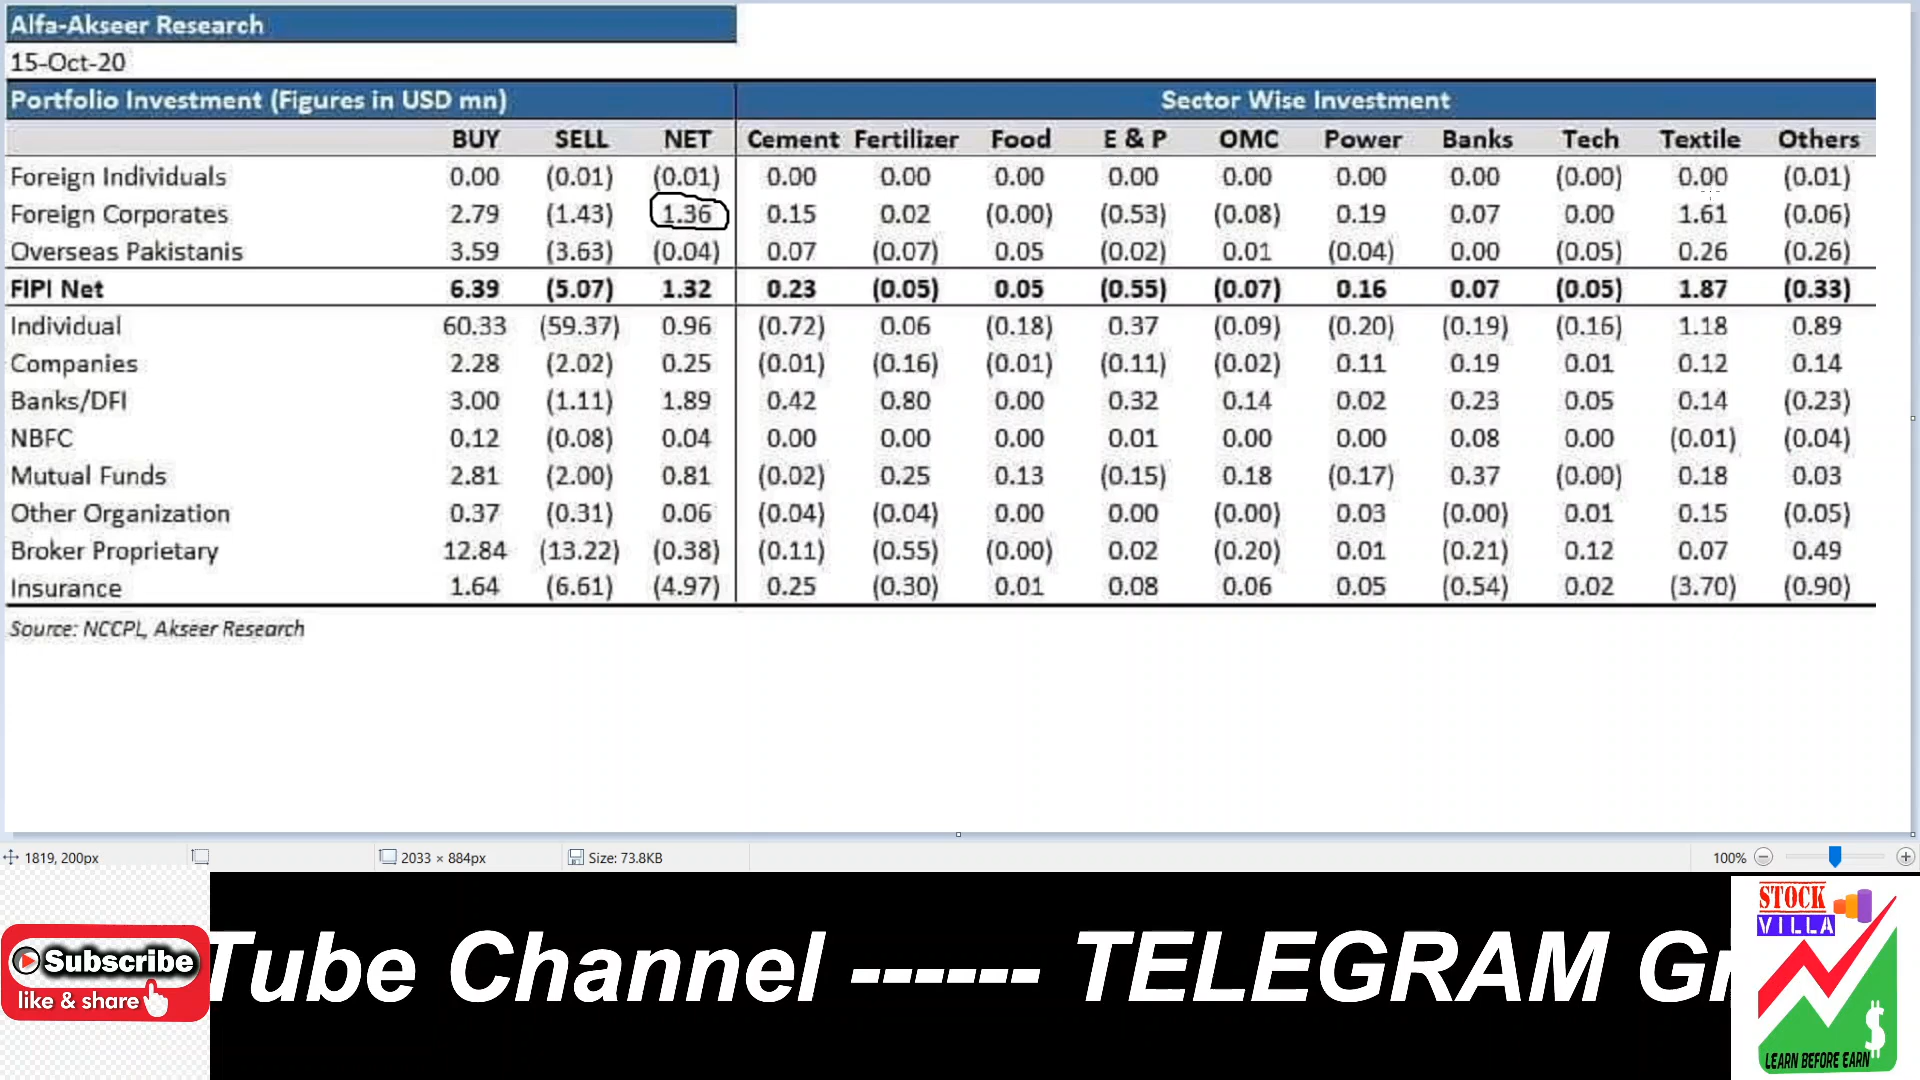 Alfa-Akseer Research
15-Oct-20
Portfolio Investment (Figures in USD mn) Sector Wise Investment
BUY SELL NET Cement Fertilizer Food E & P OMC Power Banks Tech Textile Others
Foreign Individuals 0.00 (0.01) (0.01) 0.00 0.00 0.00 0.00 0.00 0.00 0.00 (0.00) 0.00 (0.01)
Foreign Corporates 2.79 (1.43) 1.36 0.15 0.02 (0.00) (0.53) (0.08) 0.19 0.07 0.00 1.61 (0.06)
Overseas Pakistanis 3.59 (3.63) (0.04) 0.07 (0.07) 0.05 (0.02) 0.01 (0.04) 0.00 (0.05) 0.26 (0.26)
FIPI Net 6.39 (5.07) 1.32 0.23 (0.05) 0.05 (0.55) (0.07) 0.16 0.07 (0.05) 1.87 (0.33)
Individual 60.33 (59.37) 0.96 (0.72) 0.06 (0.18) 0.37 (0.09) (0.20) (0.19) (0.16) 1.18 0.89
Companies 2.28 (2.02) 0.25 (0.01) (0.16) (0.01) (0.11) (0.02) 0.11 0.19 0.01 0.12 0.14
Banks/DFI 3.00 (1.11) 1.89 0.42 0.80 0.00 0.32 0.14 0.02 0.23 0.05 0.14 (0.23)
NBFC 0.12 (0.08) 0.04 0.00 0.00 0.00 0.01 0.00 0.00 0.08 0.00 (0.01) (0.04)
Mutual Funds 2.81 (2.00) 0.81 (0.02) 0.25 0.13 (0.15) 0.18 (0.17) 0.37 (0.00) 0.18 0.03
Other Organization 0.37 (0.31) 0.06 (0.04) (0.04) 0.00 0.00 (0.00) 0.03 (0.00) 0.01 0.15 (0.05)
Broker Proprietary 12.84 (13.22) (0.38) (0.11) (0.55) (0.00) 0.02 (0.20) 0.01 (0.21) 0.12 0.07 0.49
Insurance 1.64 (6.61) (4.97) 0.25 (0.30) 0.01 0.08 0.06 0.05 (0.54) 0.02 (3.70) (0.90)
Source: NCCPL, Akseer Research
1819, 200px 2033 × 884px Size: 73.8KB 100%
Subscribe
like & share
Tube Channel ------ TELEGRAM Gr
STOCK
VILLA
$
LEARN BEFORE EARN